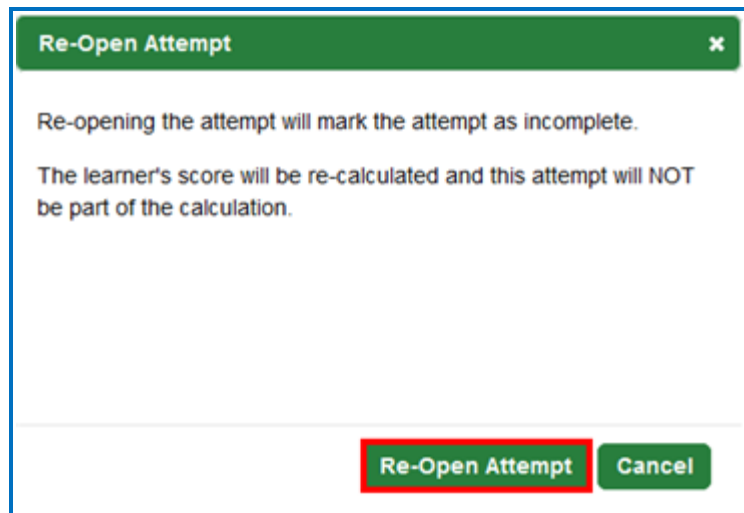 Re-Open Attempt
Re-opening the attempt will mark the attempt as incomplete.
The learner's score will be re-calculated and this attempt will NOT
be part of the calculation.
Re-Open Attempt Cancel